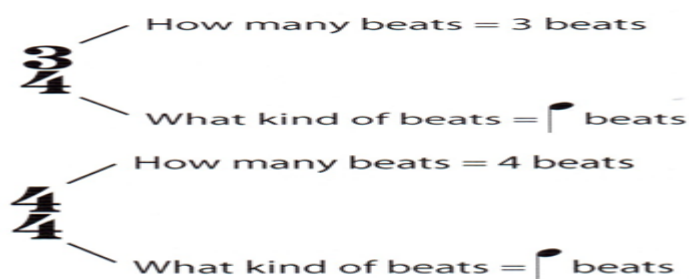 How many beats = 3 beats
3
4
What kind of beats = ♩ beats
How many beats = 4 beats
4
4
What kind of beats = ♩ beats